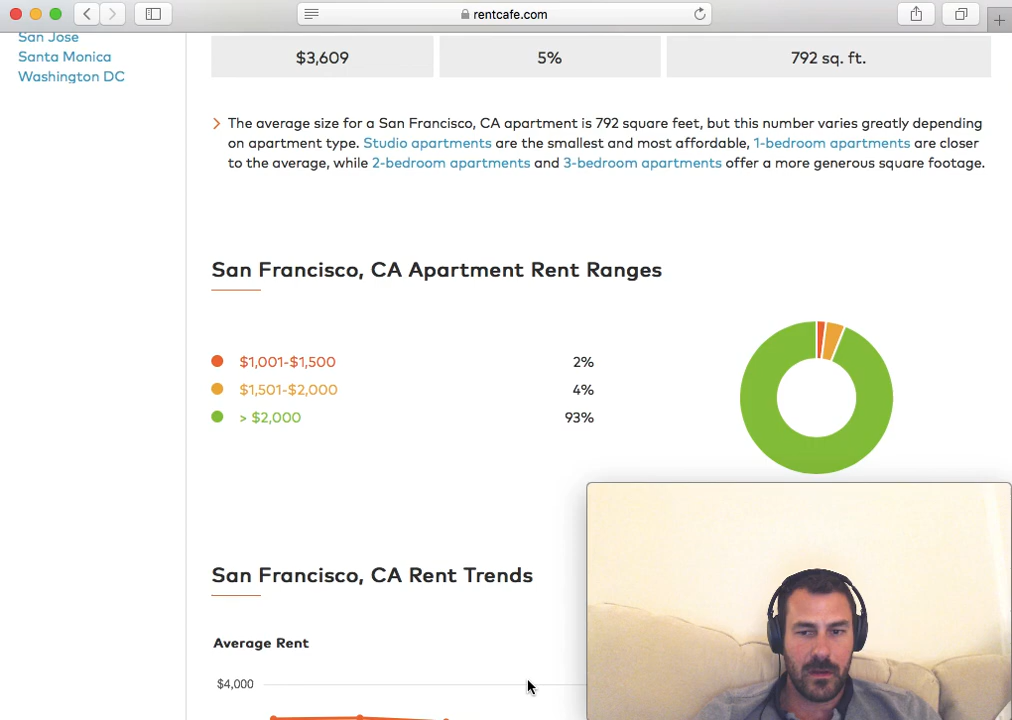 rentcafe.com
San Jose
Santa Monica
Washington DC
$3,609 5% 792 sq. ft.
The average size for a San Francisco, CA apartment is 792 square feet, but this number varies greatly depending
on apartment type. Studio apartments are the smallest and most affordable, 1-bedroom apartments are closer
to the average, while 2-bedroom apartments and 3-bedroom apartments offer a more generous square footage.
San Francisco, CA Apartment Rent Ranges
$1,001-$1,500 2%
$1,501-$2,000 4%
> $2,000 93%
San Francisco, CA Rent Trends
Average Rent
$4,000